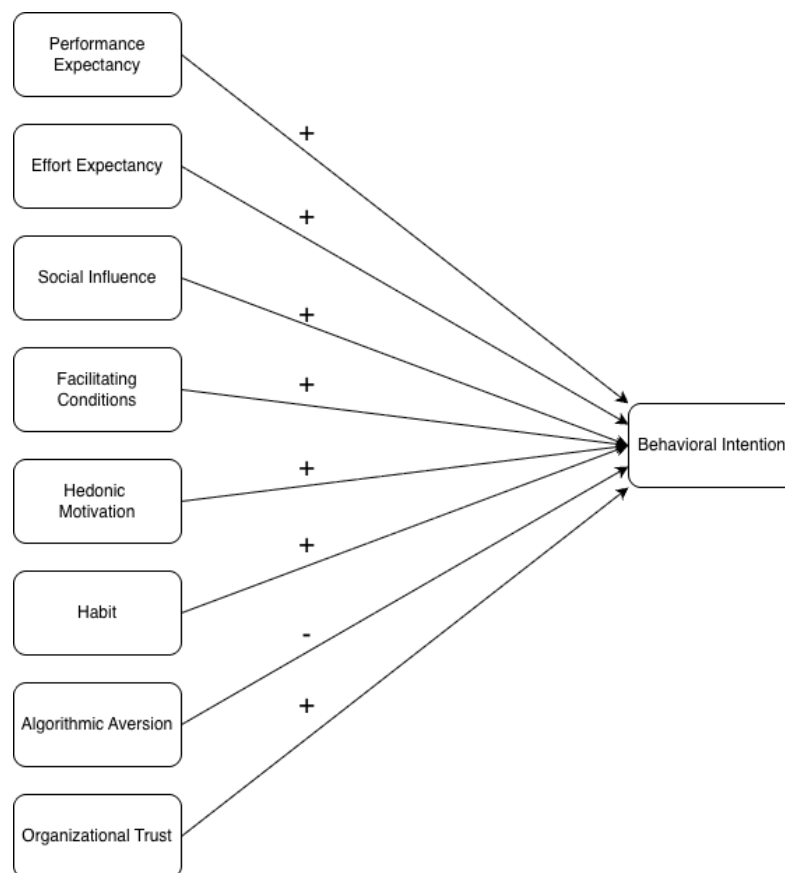 Performance
Expectancy
+
Effort Expectancy
+
Social Influence
+
Facilitating
Conditions
+
Hedonic
Motivation
+
Habit
+
Algorithmic Aversion
-
Organizational Trust
+
Behavioral Intention